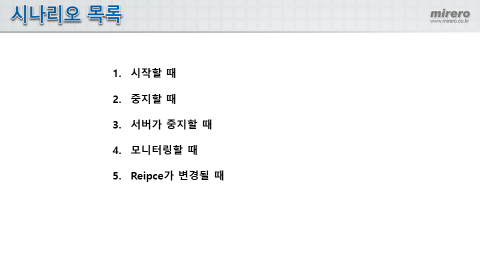 시나리오 목록
mirero
www.mirero.co.kr
1. 시작할 때
2. 중지할 때
3. 서버가 중지할 때
4. 모니터링할 때
5. Reipce가 변경될 때